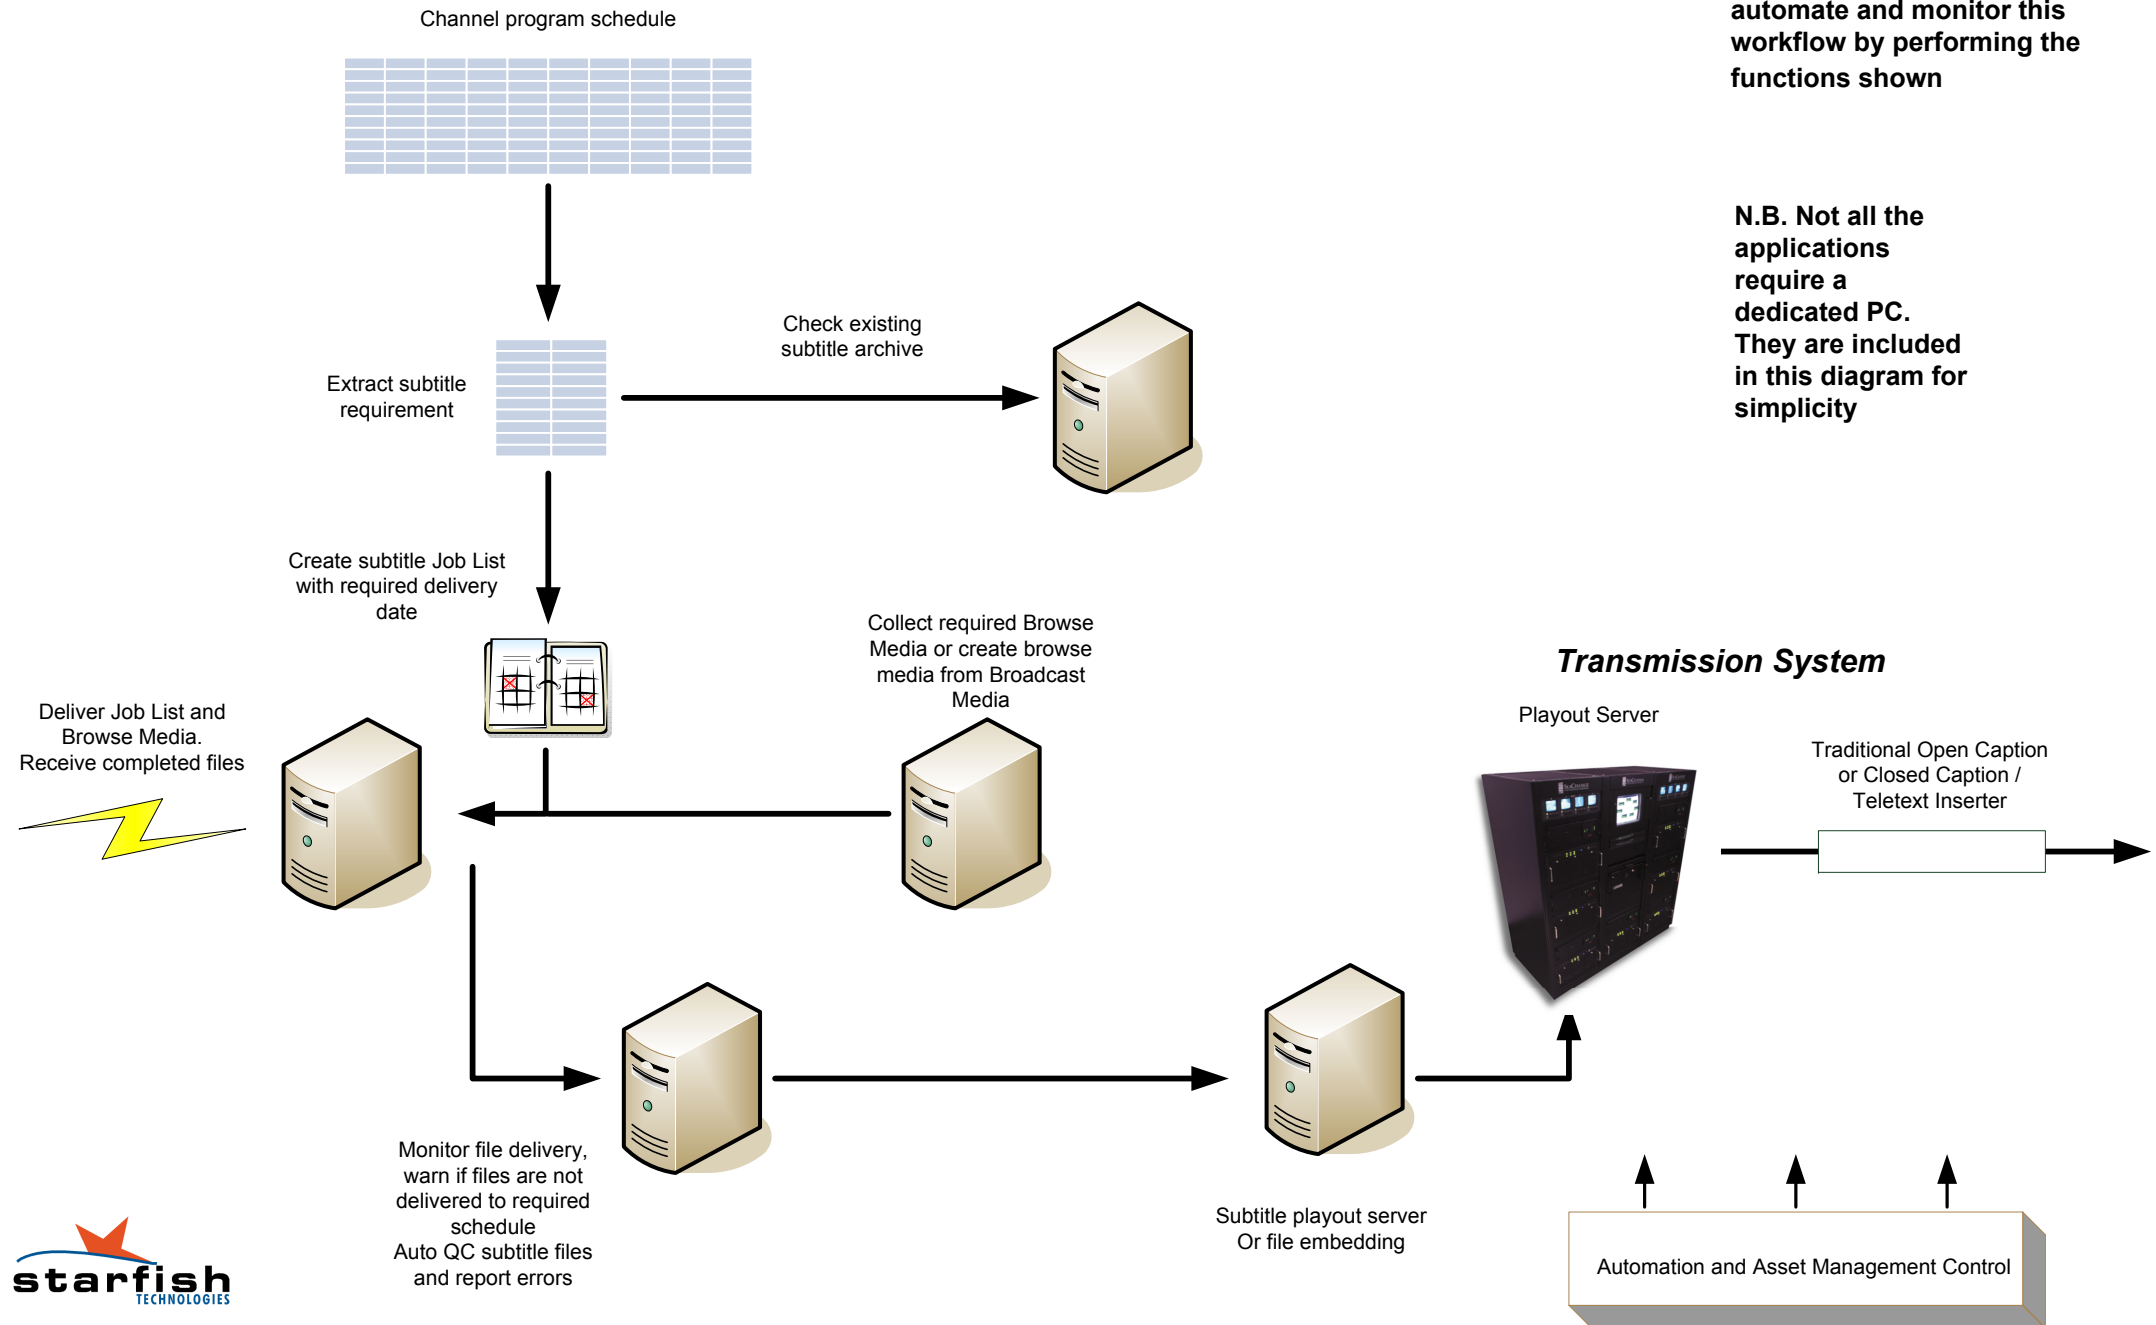 Channel program schedule
automate and monitor this
workflow by performing the
functions shown
N.B. Not all the
applications
require a
dedicated PC.
They are included
in this diagram for
simplicity
Check existing
subtitle archive
Extract subtitle
requirement
Create subtitle Job List
with required delivery
date
Collect required Browse
Media or create browse
media from Broadcast
Media
Transmission System
Deliver Job List and
Browse Media.
Receive completed files
Playout Server
Traditional Open Caption
or Closed Caption /
Teletext Inserter
SEACHANGE
Monitor file delivery,
warn if files are not
delivered to required
schedule
Auto QC subtitle files
and report errors
Subtitle playout server
Or file embedding
Automation and Asset Management Control
starfish
TECHNOLOGIES